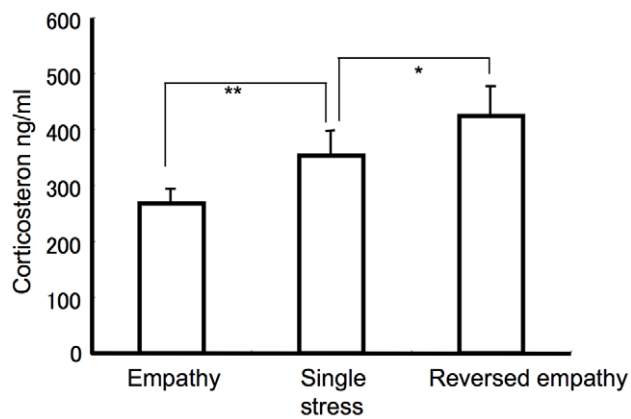 600
500
400
300
200
100
0
Corticosteron ng/ml
**
*
Empathy
Single
stress
Reversed empathy